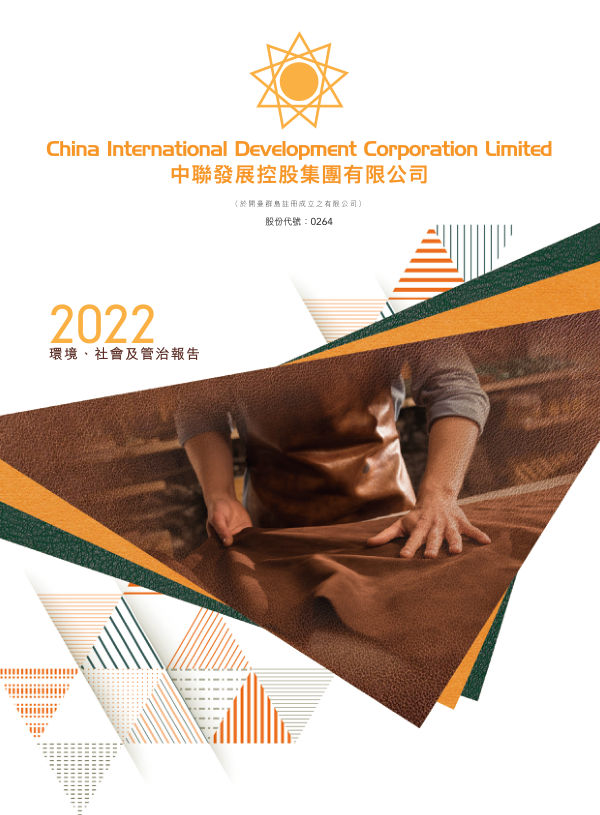 China International Development Corporation Limited
中聯發展控股集團有限公司
（於開曼群島註冊成立之有限公司）
股份代號：0264
2022
環境、社會及管治報告